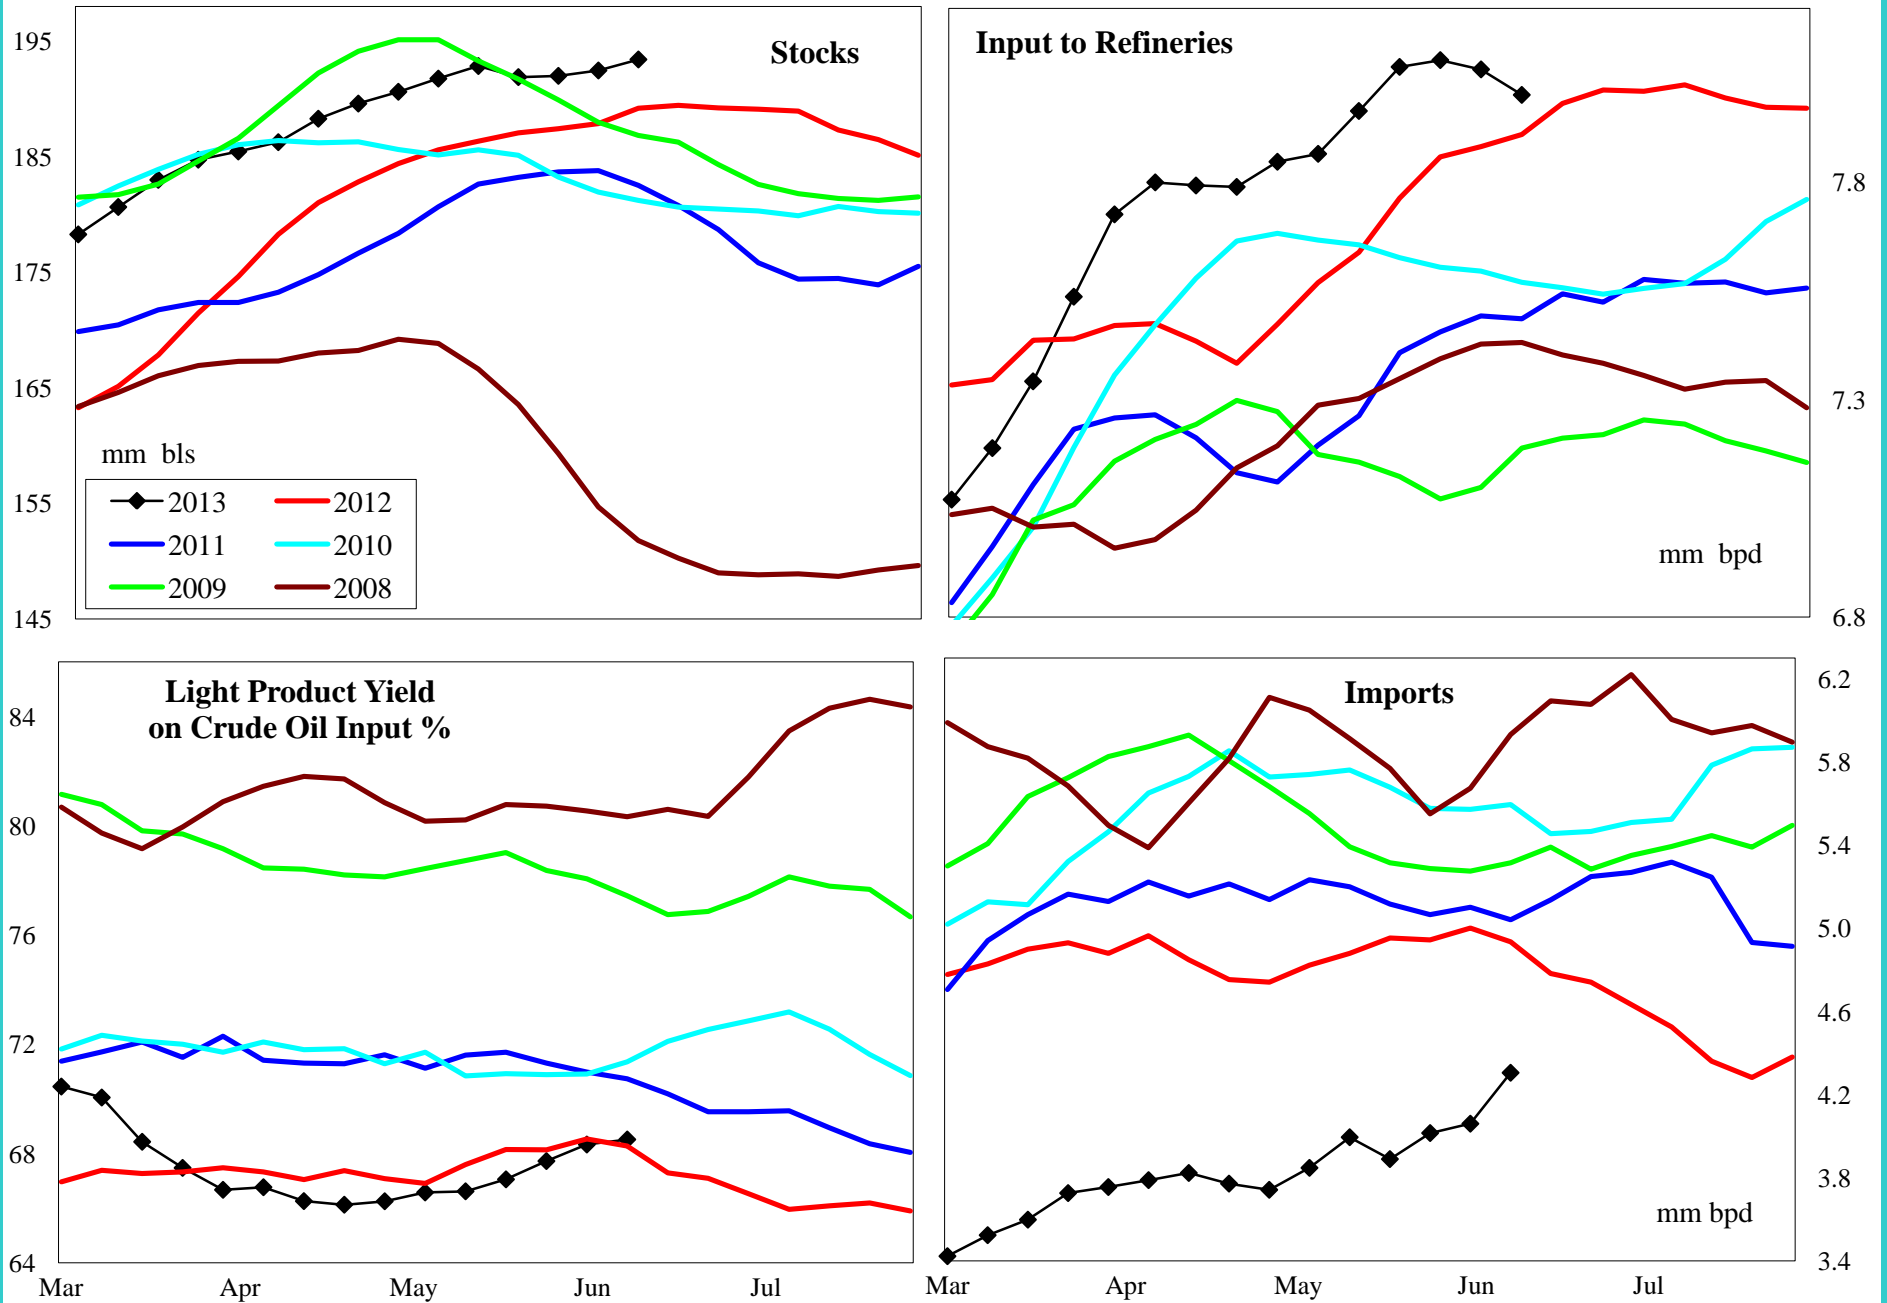 Stocks
195
185
175
165
155
145
mm bls
2013 2012
2011 2010
2009 2008
Input to Refineries
7.8
7.3
6.8
mm bpd
Light Product Yield
on Crude Oil Input %
84
80
76
72
68
64
Mar Apr May Jun Jul
Imports
6.2
5.8
5.4
5.0
4.6
4.2
3.8
3.4
mm bpd
Mar Apr May Jun Jul